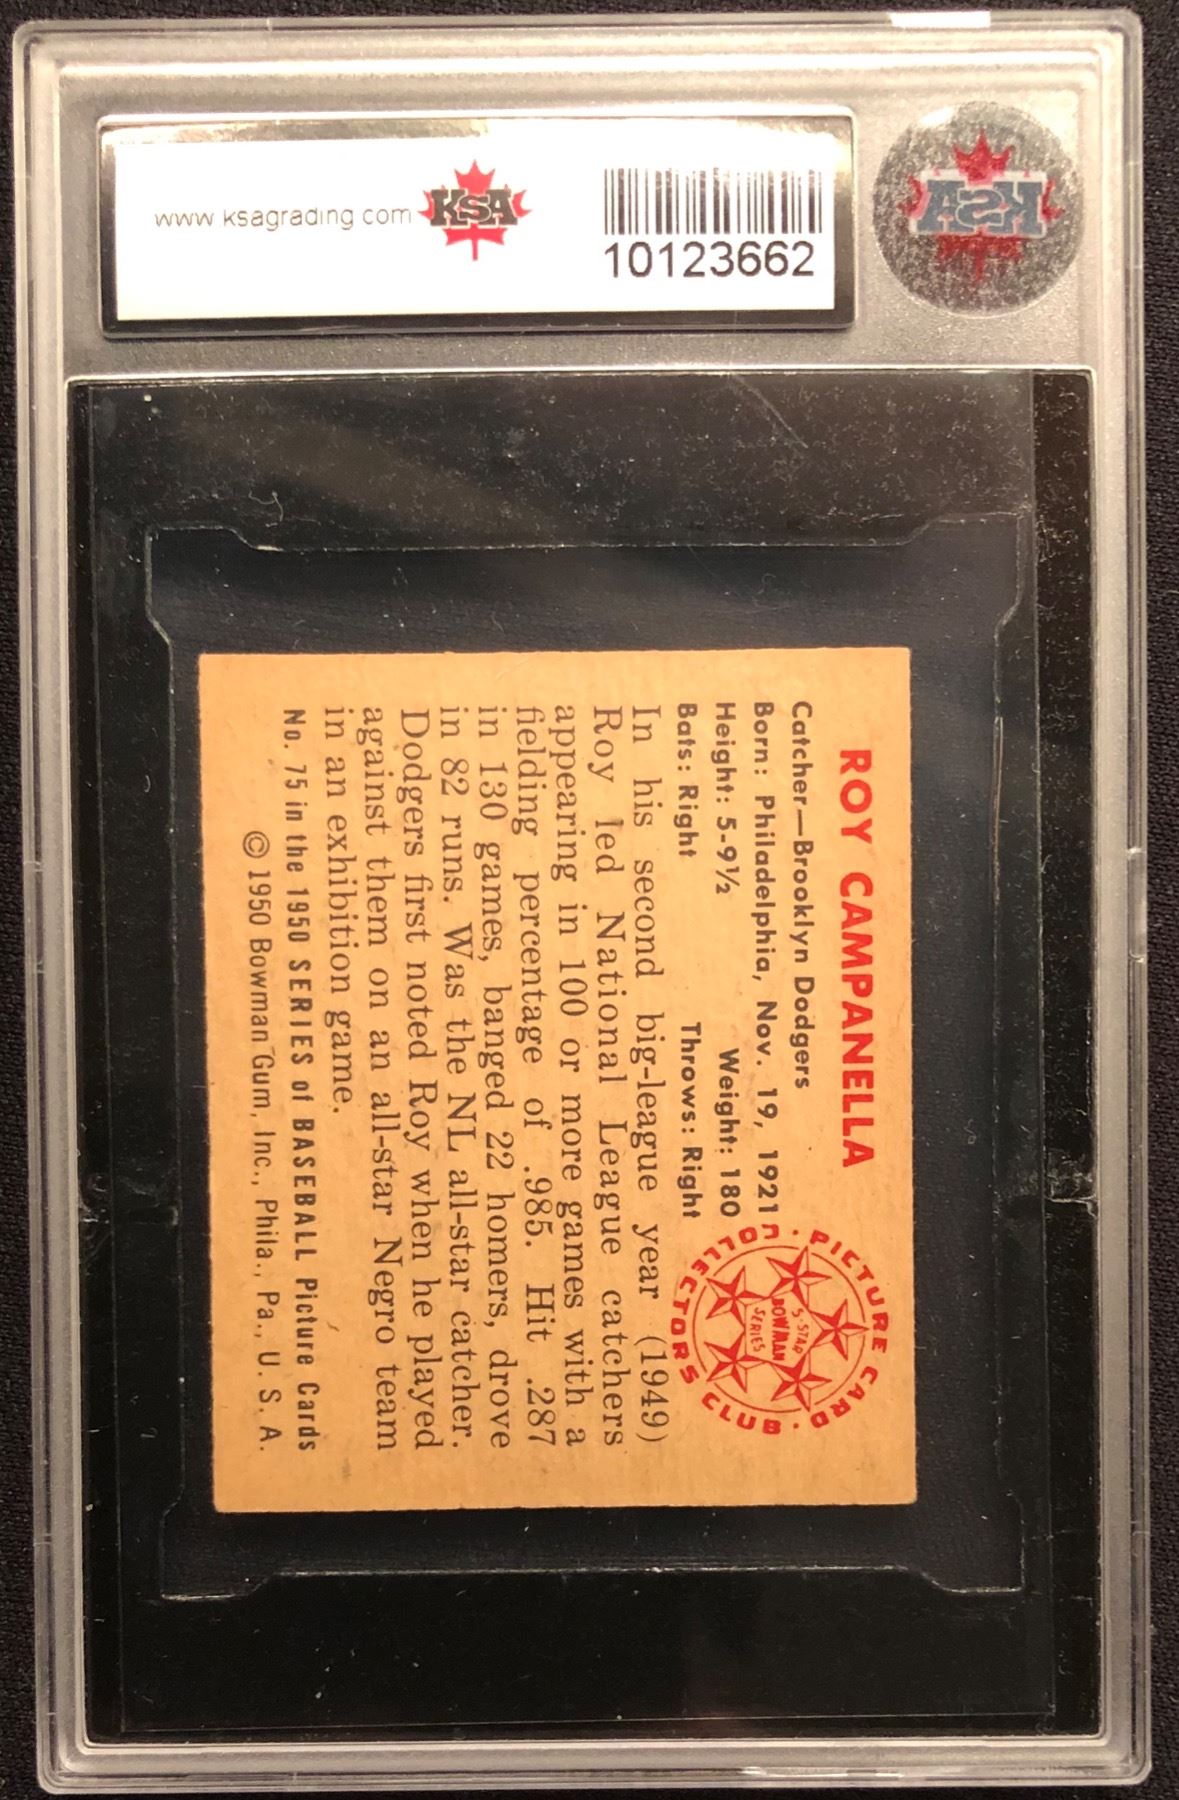 www.ksagrading.com
KSA
10123662
KSA
ROY CAMPANELLA
Catcher—Brooklyn Dodgers
Born: Philadelphia, Nov. 19, 1921
Height: 5-9½ Weight: 180
Bats: Right Throws: Right
In his second big-league year (1949)
Roy led National League catchers
appearing in 100 or more games with a
fielding percentage of .985. Hit .287
in 130 games, banged 22 homers, drove
in 82 runs. Was the NL all-star catcher.
Dodgers first noted Roy when he played
against them on an all-star Negro team
in an exhibition game.
No. 75 in the 1950 SERIES of BASEBALL Picture Cards
© 1950 Bowman Gum, Inc., Phila., Pa., U. S. A.
· PICTURE CARD · COLLECTORS CLUB
5-STAR
BOWMAN
SERIES